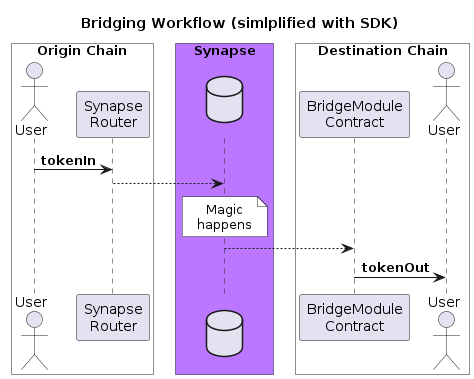 Bridging Workflow (simlplified with SDK)
Origin Chain
Synapse
Destination Chain
User
Synapse
Router
BridgeModule
Contract
User
tokenIn
Magic
happens
tokenOut
User
Synapse
Router
BridgeModule
Contract
User